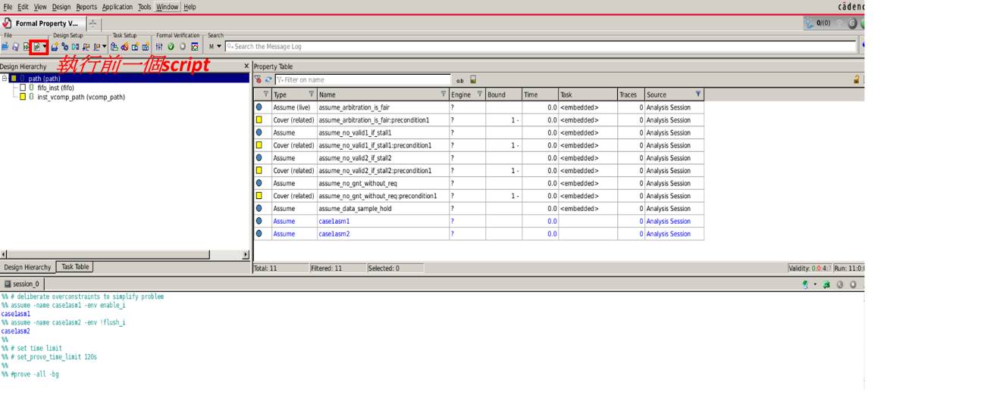 File Edit View Design Reports Application Tools Window Help
cādenc
Formal Property V...
0/(0)
File Design Setup Task Setup Formal Verification Search
M Search the Message Log
執行前一個script
Design Hierarchy x
path (path)
fifo_inst (fifo)
inst_vcomp_path (vcomp_path)
Design Hierarchy Task Table
Property Table
Filter on name
a.b
Type Name Engine Bound Time Task Traces Source
Assume (live) assume_arbitration_is_fair ? 0.0 <embedded> 0 Analysis Session
Cover (related) assume_arbitration_is_fair:precondition1 ? 1 - 0.0 <embedded> 0 Analysis Session
Assume assume_no_valid1_if_stall1 ? 0.0 <embedded> 0 Analysis Session
Cover (related) assume_no_valid1_if_stall1:precondition1 ? 1 - 0.0 <embedded> 0 Analysis Session
Assume assume_no_valid2_if_stall2 ? 0.0 <embedded> 0 Analysis Session
Cover (related) assume_no_valid2_if_stall2:precondition1 ? 1 - 0.0 <embedded> 0 Analysis Session
Assume assume_no_gnt_without_req ? 0.0 <embedded> 0 Analysis Session
Cover (related) assume_no_gnt_without_req:precondition1 ? 1 - 0.0 <embedded> 0 Analysis Session
Assume assume_data_sample_hold ? 0.0 <embedded> 0 Analysis Session
Assume case1asm1 ? 0.0 0 Analysis Session
Assume case1asm2 ? 0.0 0 Analysis Session
Total: 11 Filtered: 11 Selected: 0 Validity: 0:0:4:7 Run: 11:0:0
session_0
%% # deliberate overconstraints to simplify problem
%% assume -name case1asm1 -env enable_i
case1asm1
%% assume -name case1asm2 -env !flush_i
case1asm2
%%
%% # set time limit
%% # set_prove_time_limit 120s
%%
%% #prove -all -bg